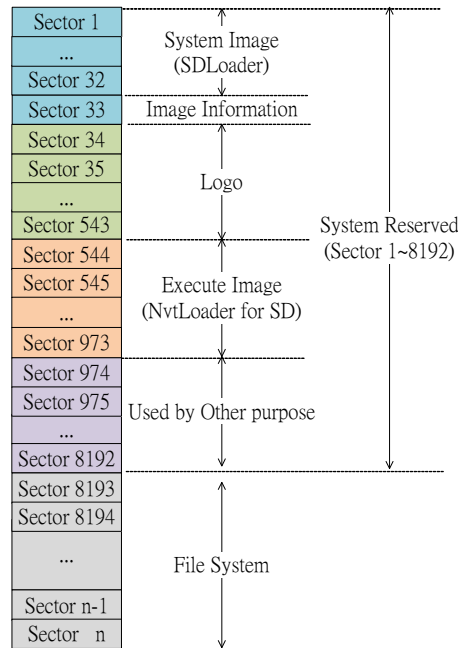 Sector 1
...
Sector 32
Sector 33
Sector 34
Sector 35
...
Sector 543
Sector 544
Sector 545
...
Sector 973
Sector 974
Sector 975
...
Sector 8192
Sector 8193
Sector 8194
...
Sector n-1
Sector n
System Image
(SDLoader)
Image Information
Logo
Execute Image
(NvtLoader for SD)
Used by Other purpose
File System
System Reserved
(Sector 1~8192)